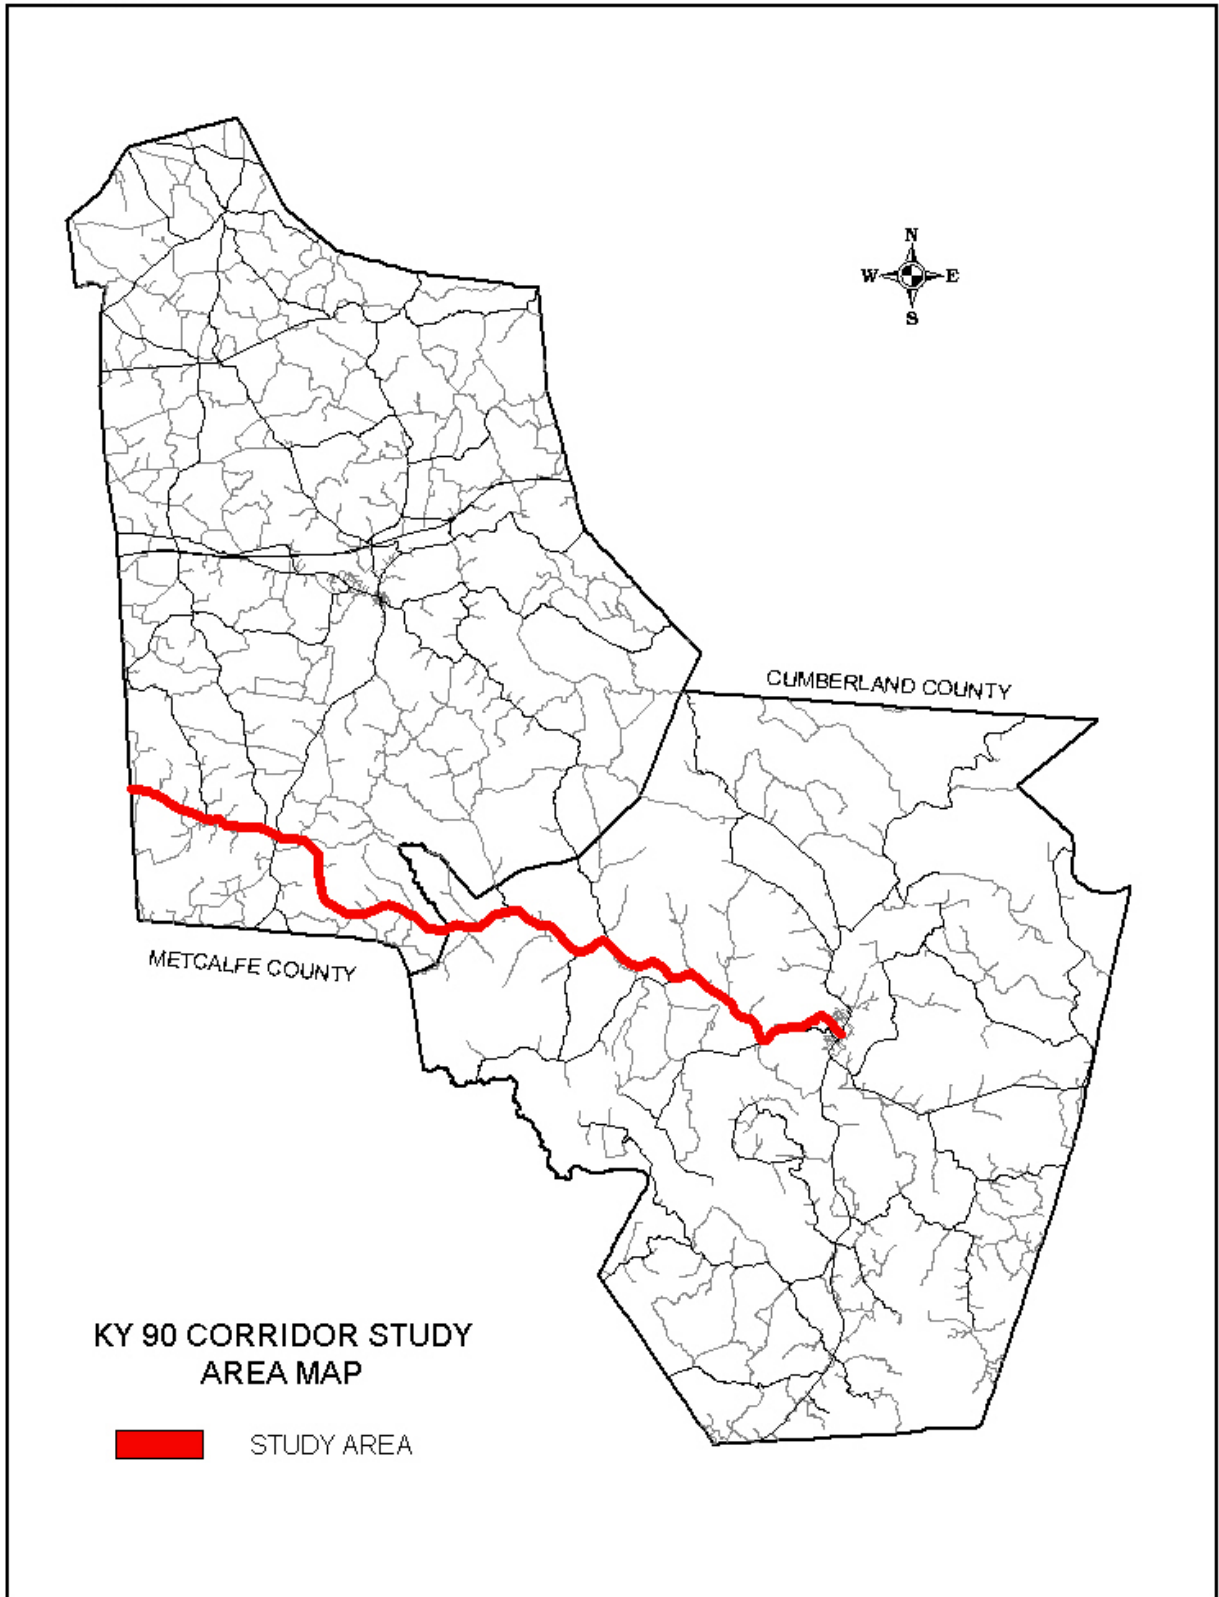 N
W E
S
CUMBERLAND COUNTY
METCALFE COUNTY
KY 90 CORRIDOR STUDY
AREA MAP
STUDY AREA